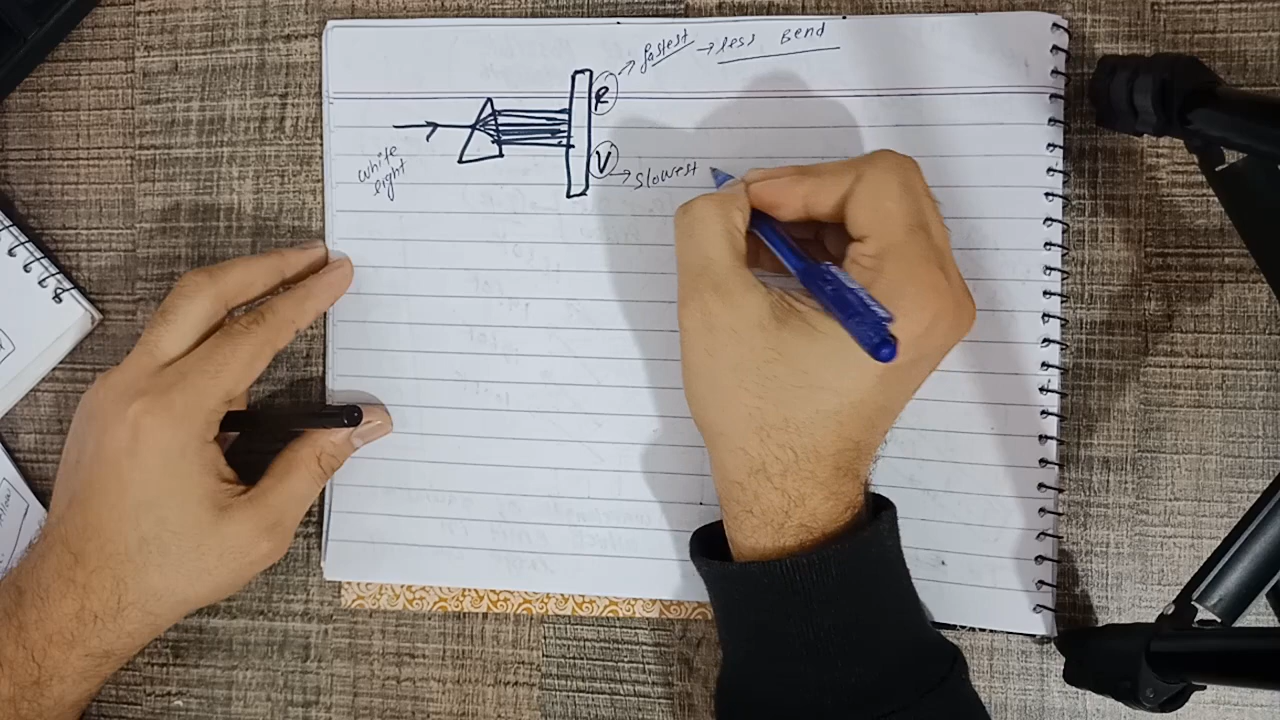 R → fastest → less Bend
V → slowest
white
light